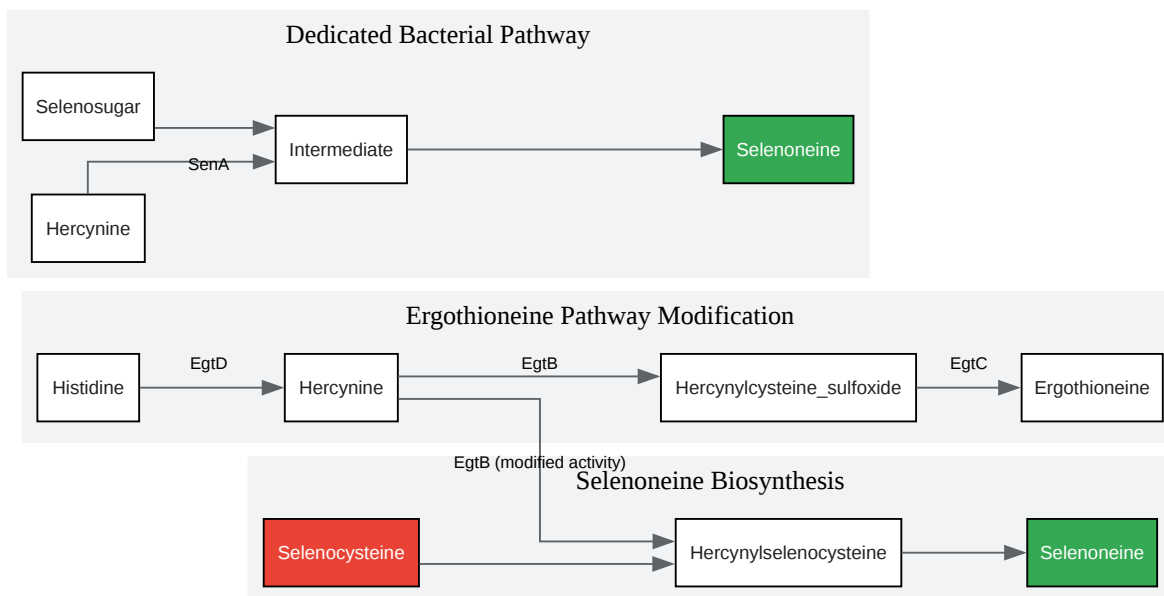 Dedicated Bacterial Pathway
Selenosugar
Intermediate
Selenoneine
SenA
Hercynine
Ergothioneine Pathway Modification
EgtD
EgtB
EgtC
Histidine
Hercynine
Hercynylcysteine_sulfoxide
Ergothioneine
EgtB (modified activity)
Selenoneine Biosynthesis
Selenocysteine
Hercynylselenocysteine
Selenoneine